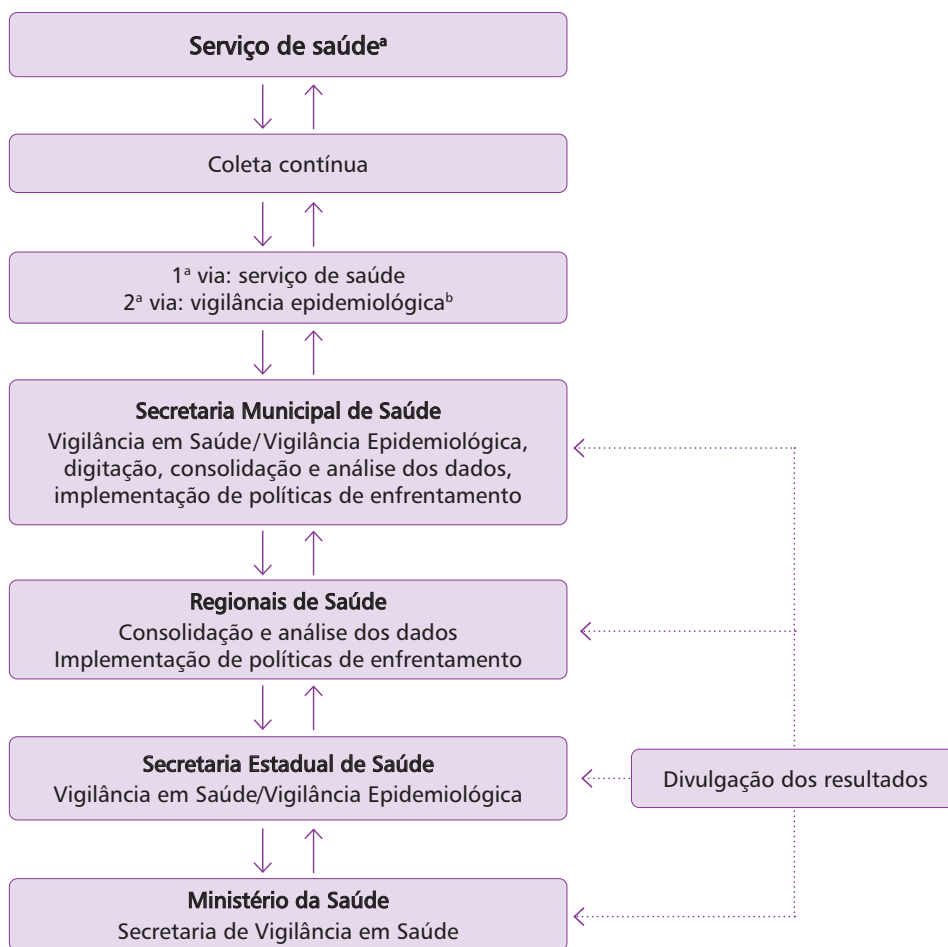 Serviço de saúdeᵃ
Coleta contínua
1ª via: serviço de saúde
2ª via: vigilância epidemiológicaᵇ
Secretaria Municipal de Saúde
Vigilância em Saúde/Vigilância Epidemiológica,
digitação, consolidação e análise dos dados,
implementação de políticas de enfrentamento
Regionais de Saúde
Consolidação e análise dos dados
Implementação de políticas de enfrentamento
Secretaria Estadual de Saúde
Vigilância em Saúde/Vigilância Epidemiológica
Divulgação dos resultados
Ministério da Saúde
Secretaria de Vigilância em Saúde